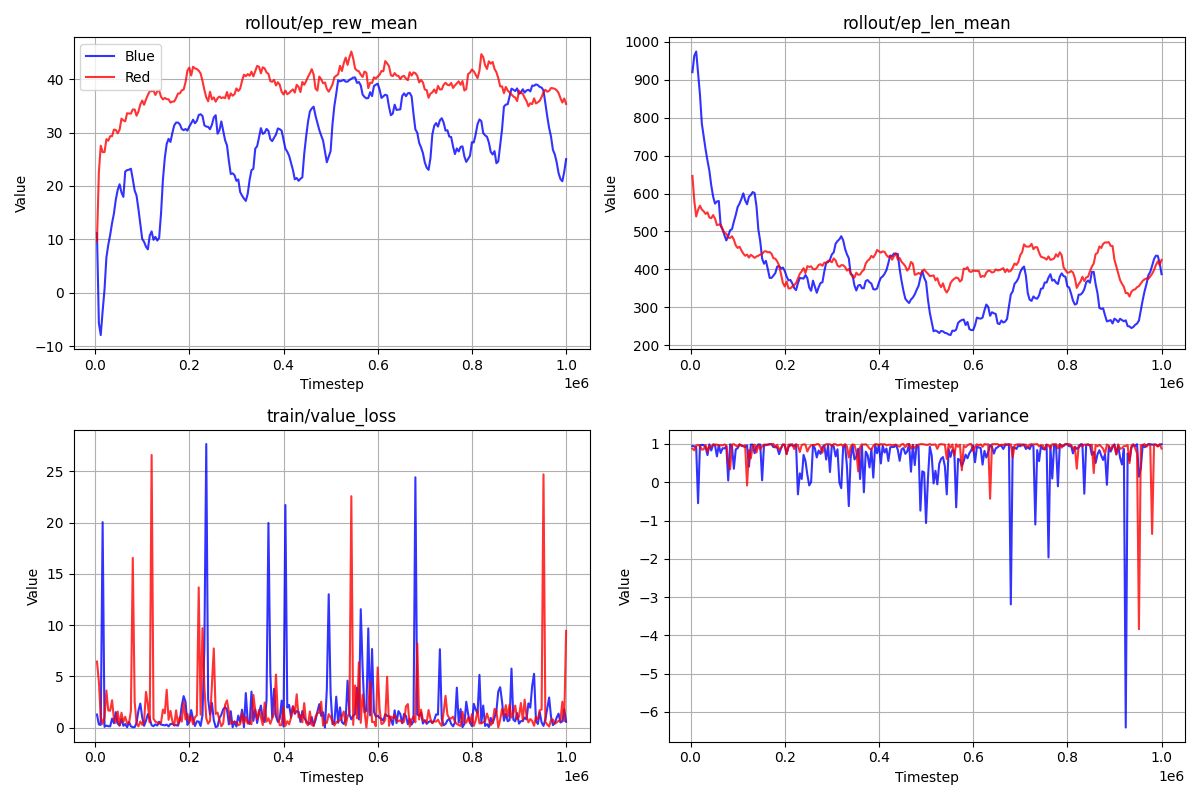 rollout/ep_rew_mean
Value
40
30
20
10
0
−10
Blue
Red
0.0 0.2 0.4 0.6 0.8 1.0
1e6
Timestep
rollout/ep_len_mean
Value
1000
900
800
700
600
500
400
300
200
0.0 0.2 0.4 0.6 0.8 1.0
1e6
Timestep
train/value_loss
Value
25
20
15
10
5
0
0.0 0.2 0.4 0.6 0.8 1.0
1e6
Timestep
train/explained_variance
Value
1
0
−1
−2
−3
−4
−5
−6
0.0 0.2 0.4 0.6 0.8 1.0
1e6
Timestep